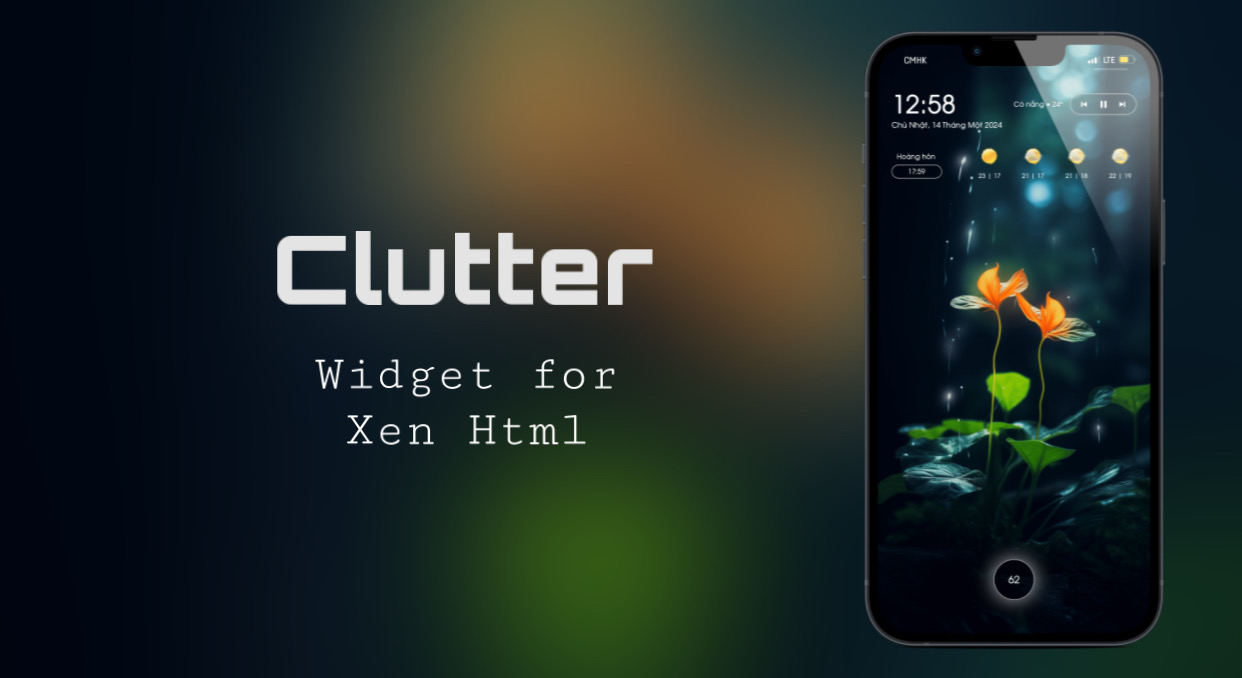 Clutter
Widget for
Xen Html
CMHK
LTE
12:58
Có nắng • 24°
Chủ Nhật, 14 Tháng Một 2024
Hoàng hôn
17:59
23 | 17
21 | 17
21 | 18
22 | 19
62